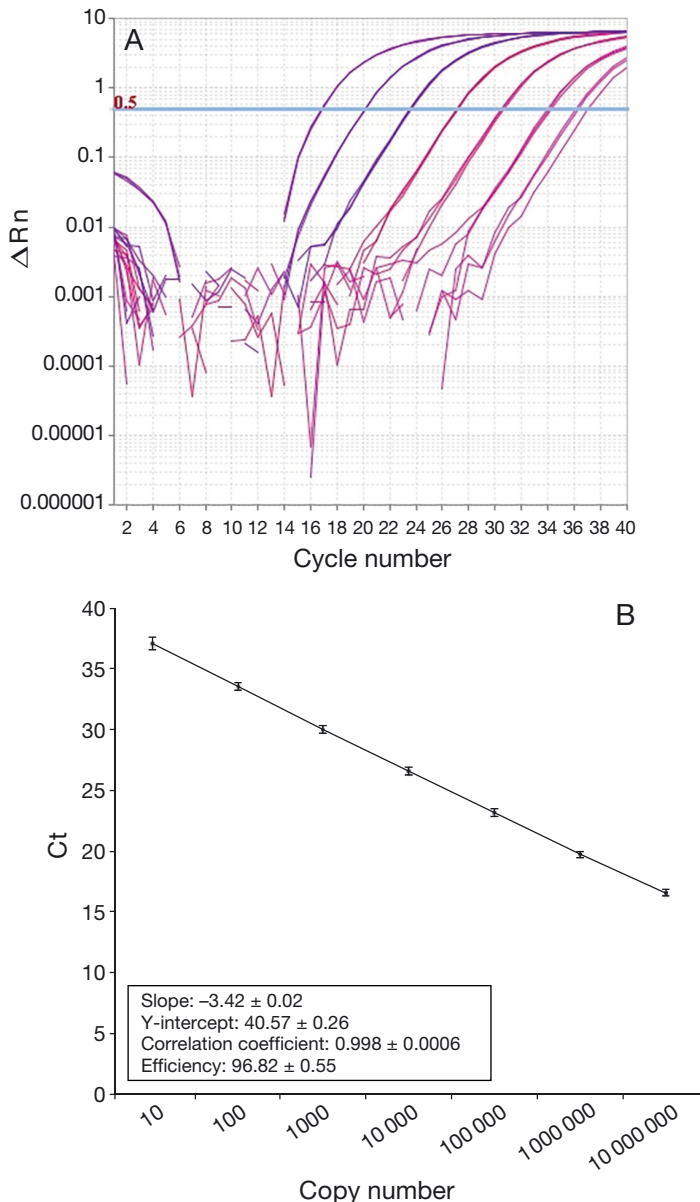 A
10
1
0.5
0.1
0.01
0.001
0.0001
0.00001
0.000001
ΔRn
2 4 6 8 10 12 14 16 18 20 22 24 26 28 30 32 34 36 38 40
Cycle number
B
40
35
30
25
20
15
10
5
0
Ct
Slope: –3.42 ± 0.02
Y-intercept: 40.57 ± 0.26
Correlation coefficient: 0.998 ± 0.0006
Efficiency: 96.82 ± 0.55
10 100 1000 10 000 100 000 1 000 000 10 000 000
Copy number